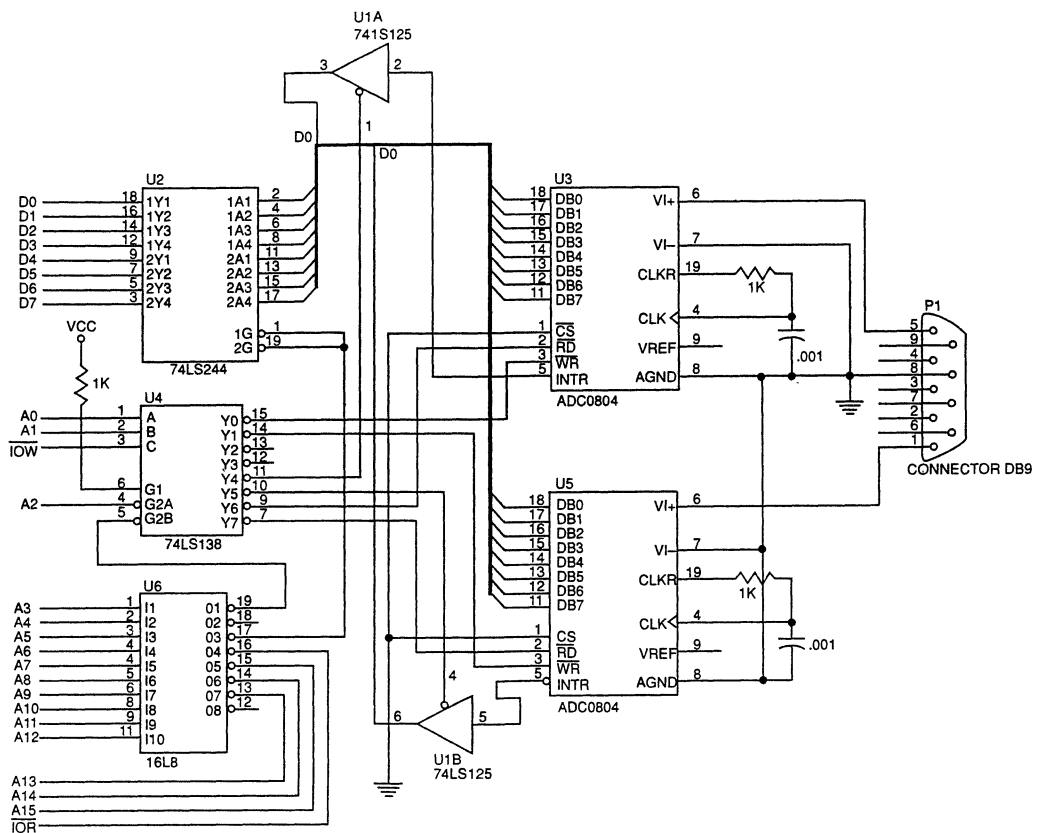 U1A
741S125
3
2
1
D0
D0
U2
D0 18 1Y1 1A1 2
D1 16 1Y2 1A2 4
D2 14 1Y3 1A3 6
D3 12 1Y4 1A4 8
D4 9 2Y1 2A1 11
D5 7 2Y2 2A2 13
D6 5 2Y3 2A3 15
D7 3 2Y4 2A4 17
1G 1
2G 19
74LS244
VCC
1K
U4
A0 1 A Y0 15
A1 2 B Y1 14
IOW 3 C Y2 13
Y3 12
Y4 11
6 G1 Y5 10
A2 4 G2A Y6 9
5 G2B Y7 7
74LS138
U6
A3 1 I1 01 19
A4 2 I2 02 18
A5 3 I3 03 17
A6 4 I4 04 16
A7 4 I5 05 15
A8 5 I6 06 14
A9 6 I7 07 13
A10 8 I8 08 12
A11 9 I9
A12 11 I10
16L8
A13
A14
A15
IOR
U3
18 DB0 VI+ 6
17 DB1
16 DB2
15 DB3 VI– 7
14 DB4
13 DB5 CLKR 19
12 DB6
11 DB7
1K
CLK 4
.001
1 CS
2 RD VREF 9
3 WR
5 INTR AGND 8
ADC0804
P1
5
9
4
8
3
7
2
6
1
CONNECTOR DB9
U5
18 DB0 VI+ 6
17 DB1
16 DB2
15 DB3 VI– 7
14 DB4
13 DB5 CLKR 19
12 DB6
11 DB7
1K
CLK 4
.001
1 CS
2 RD VREF 9
3 WR
5 INTR AGND 8
ADC0804
4
6
5
U1B
74LS125